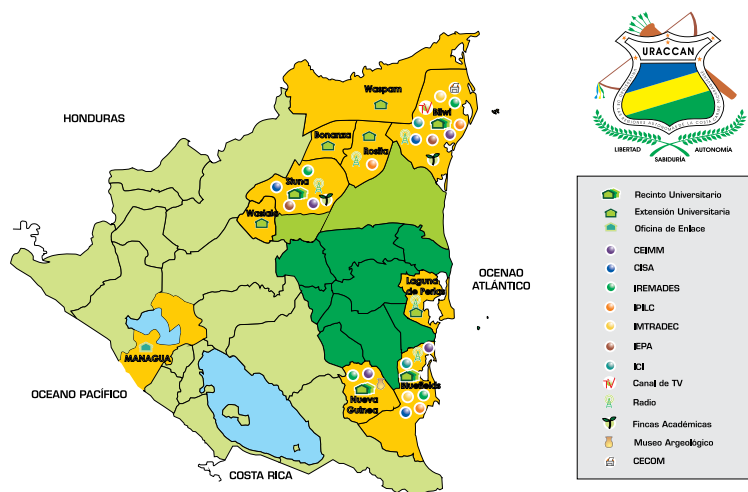 URACCAN
LIBERTAD
SABIDURÍA
AUTONOMÍA
HONDURAS
Waspam
Bilwi
TV
Bonanza
Rosita
Siuna
Waslala
OCENAO
ATLÁNTICO
Laguna
de Perlas
MANAGUA
OCEANO PACÍFICO
Bluefields
Nueva
Guinea
COSTA RICA
Recinto Universitario
Extensión Universitaria
Oficina de Enlace
CEIMM
CISA
IREMADES
IPILC
IMTRADEC
IEPA
ICI
TV
Canal de TV
Radio
Fincas Académicas
Museo Argeológico
CECOM